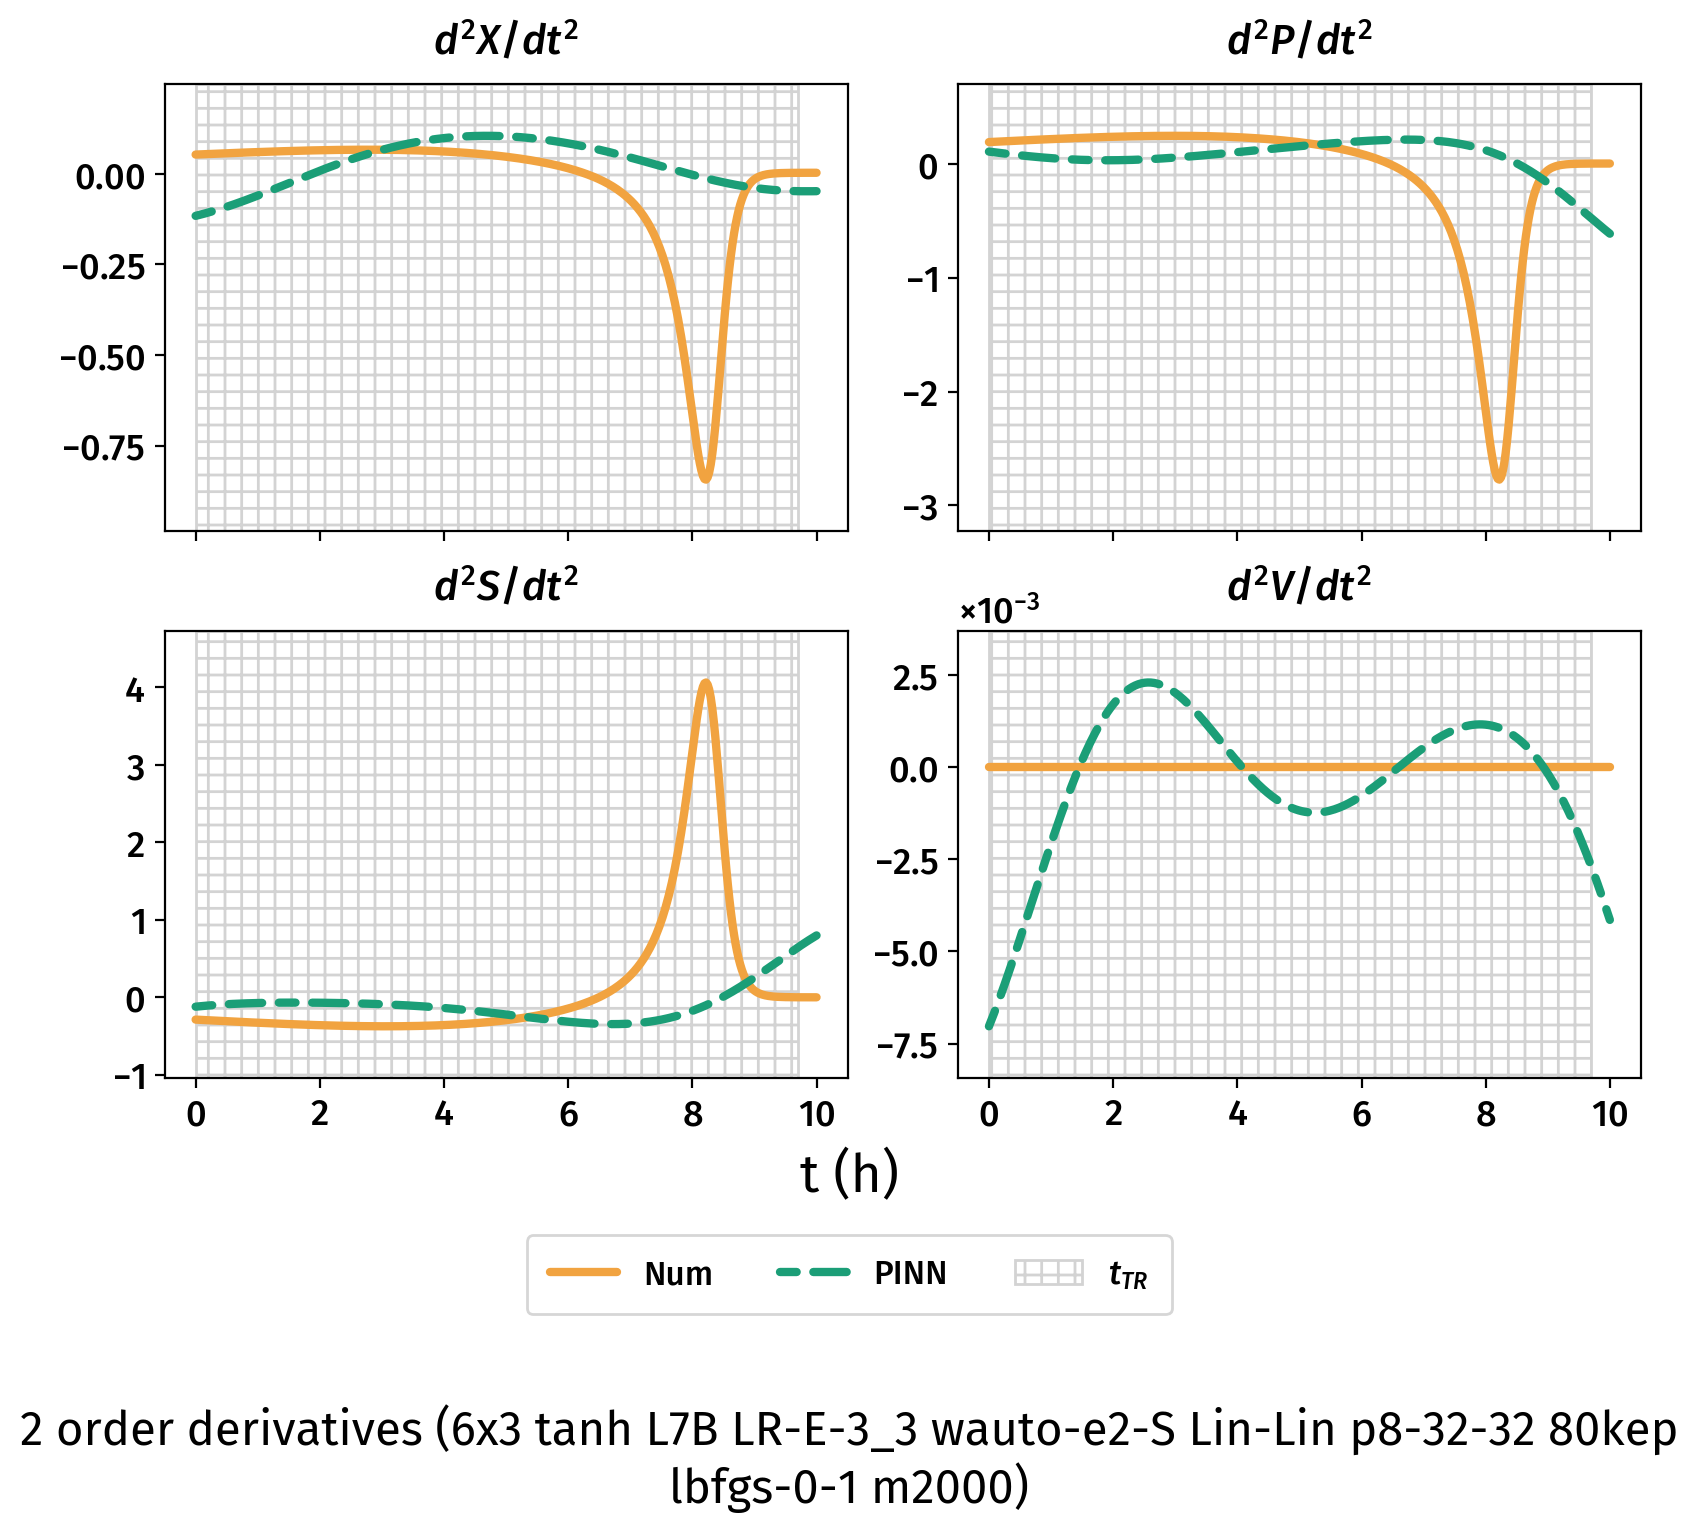 d²X/dt²
d²P/dt²
0.00
−0.25
−0.50
−0.75
0
−1
−2
−3
d²S/dt²
d²V/dt²
×10⁻³
4
3
2
1
0
−1
2.5
0.0
−2.5
−5.0
−7.5
0 2 4 6 8 10
0 2 4 6 8 10
t (h)
Num PINN t_TR
2 order derivatives (6x3 tanh L7B LR-E-3_3 wauto-e2-S Lin-Lin p8-32-32 80kep
lbfgs-0-1 m2000)